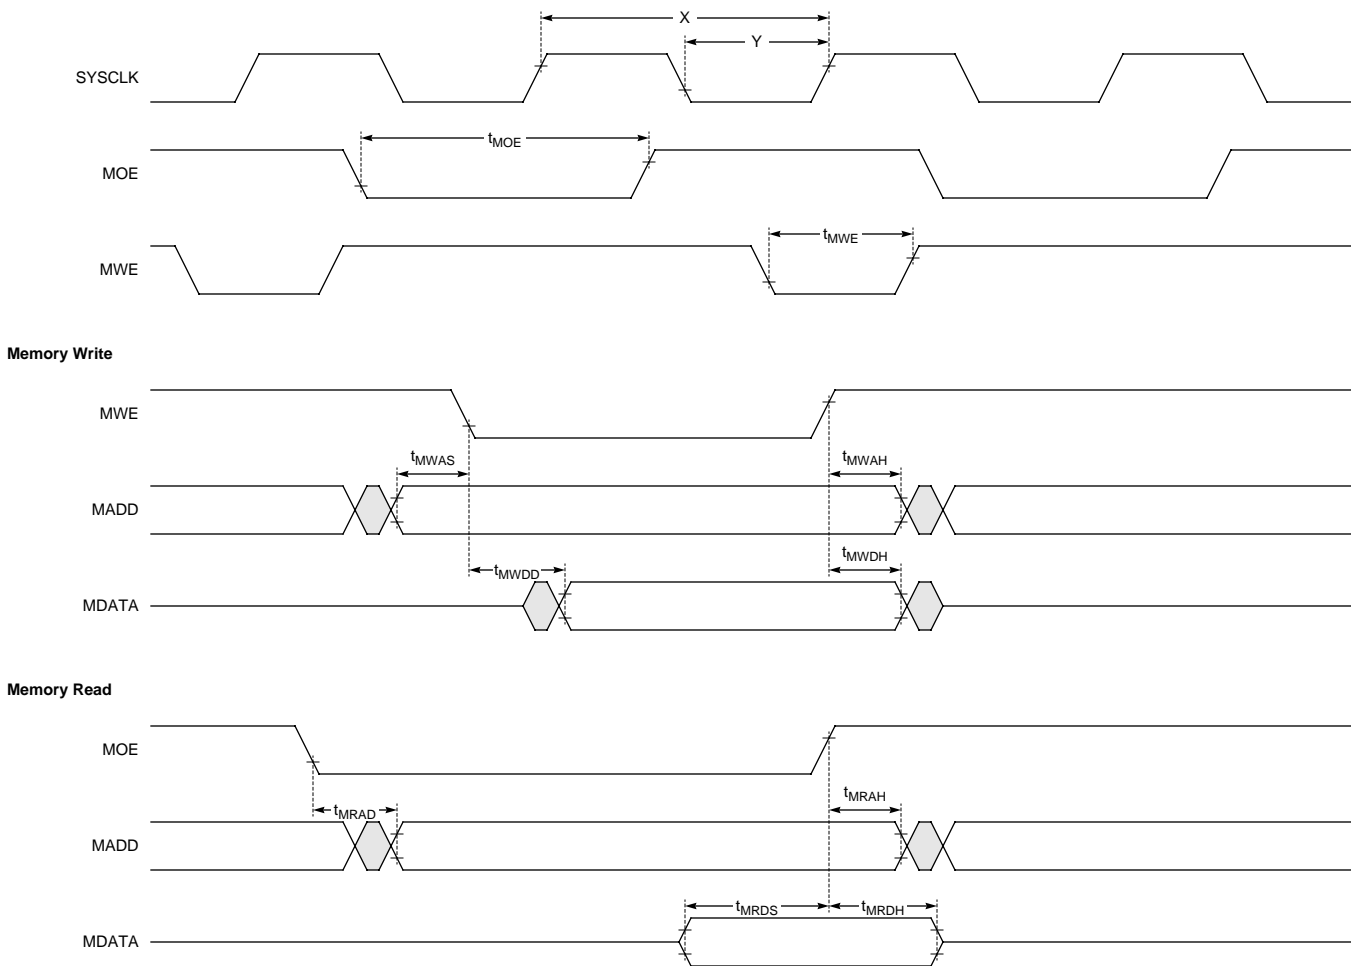 X
Y
SYSCLK
tMOE
MOE
tMWE
MWE
Memory Write
MWE
tMWAS
tMWAH
MADD
tMWDD
tMWDH
MDATA
Memory Read
MOE
tMRAD
tMRAH
MADD
tMRDS
tMRDH
MDATA